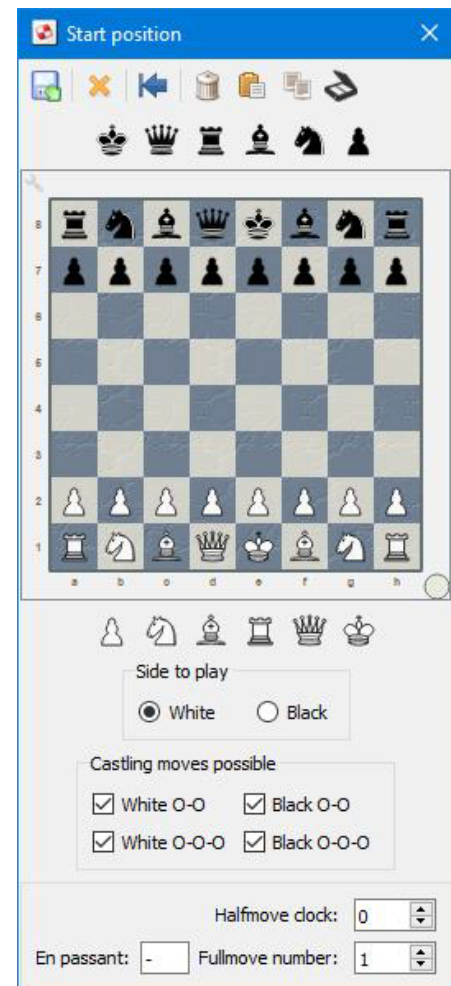 Start position
8
7
6
5
4
3
2
1
a b c d e f g h
Side to play
White Black
Castling moves possible
White O-O Black O-O
White O-O-O Black O-O-O
Halfmove clock: 0
En passant: - Fullmove number: 1